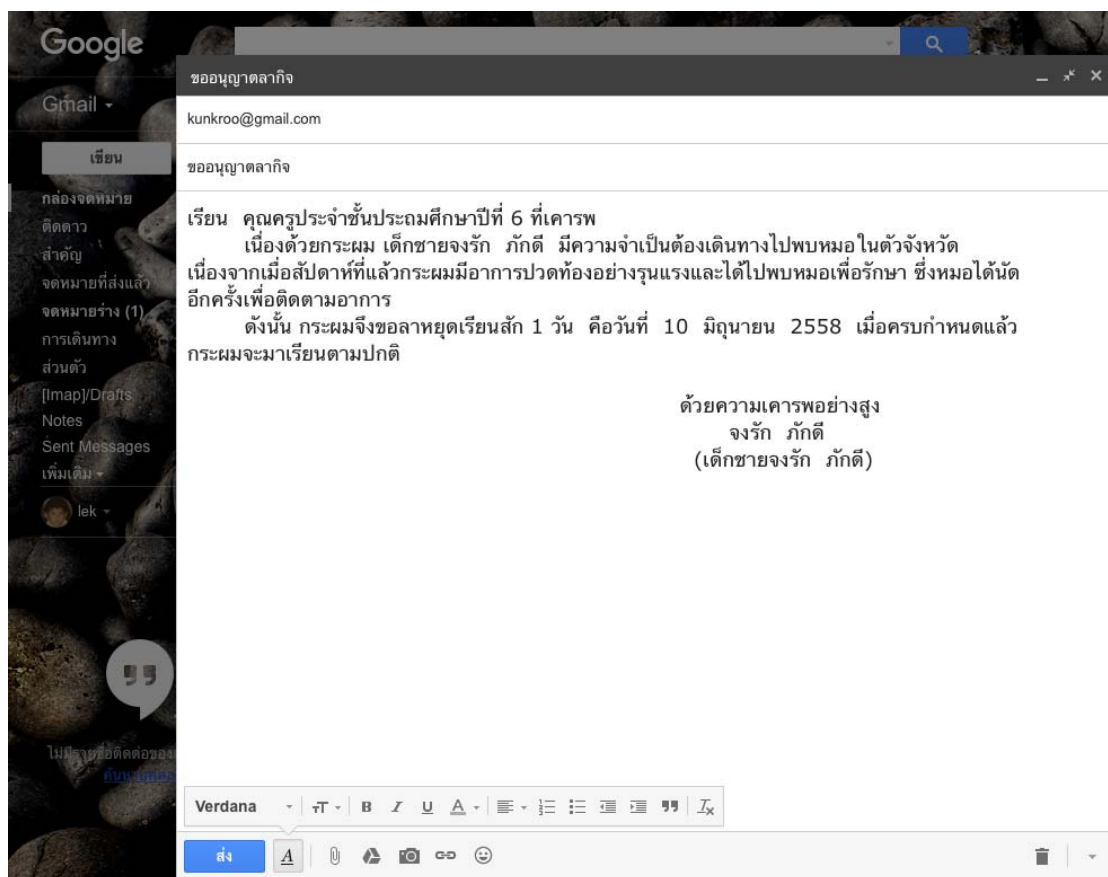 Google
ขออนุญาตลากิจ
Gmail
kunkroo@gmail.com
เขียน
ขออนุญาตลากิจ
กล่องจดหมาย
ติดดาว
สำคัญ
จดหมายที่ส่งแล้ว
จดหมายร่าง (1)
การเดินทาง
ส่วนตัว
[Imap]/Drafts
Notes
Sent Messages
เพิ่มเติม
lek
เรียน คุณครูประจำชั้นประถมศึกษาปีที่ 6 ที่เคารพ
เนื่องด้วยกระผม เด็กชายจงรัก ภักดี มีความจำเป็นต้องเดินทางไปพบหมอในตัวจังหวัด
เนื่องจากเมื่อสัปดาห์ที่แล้วกระผมมีอาการปวดท้องอย่างรุนแรงและได้ไปพบหมอเพื่อรักษา ซึ่งหมอได้นัด
อีกครั้งเพื่อติดตามอาการ
ดังนั้น กระผมจึงขอลาหยุดเรียนสัก 1 วัน คือวันที่ 10 มิถุนายน 2558 เมื่อครบกำหนดแล้ว
กระผมจะมาเรียนตามปกติ
ด้วยความเคารพอย่างสูง
จงรัก ภักดี
(เด็กชายจงรัก ภักดี)
Verdana
ส่ง